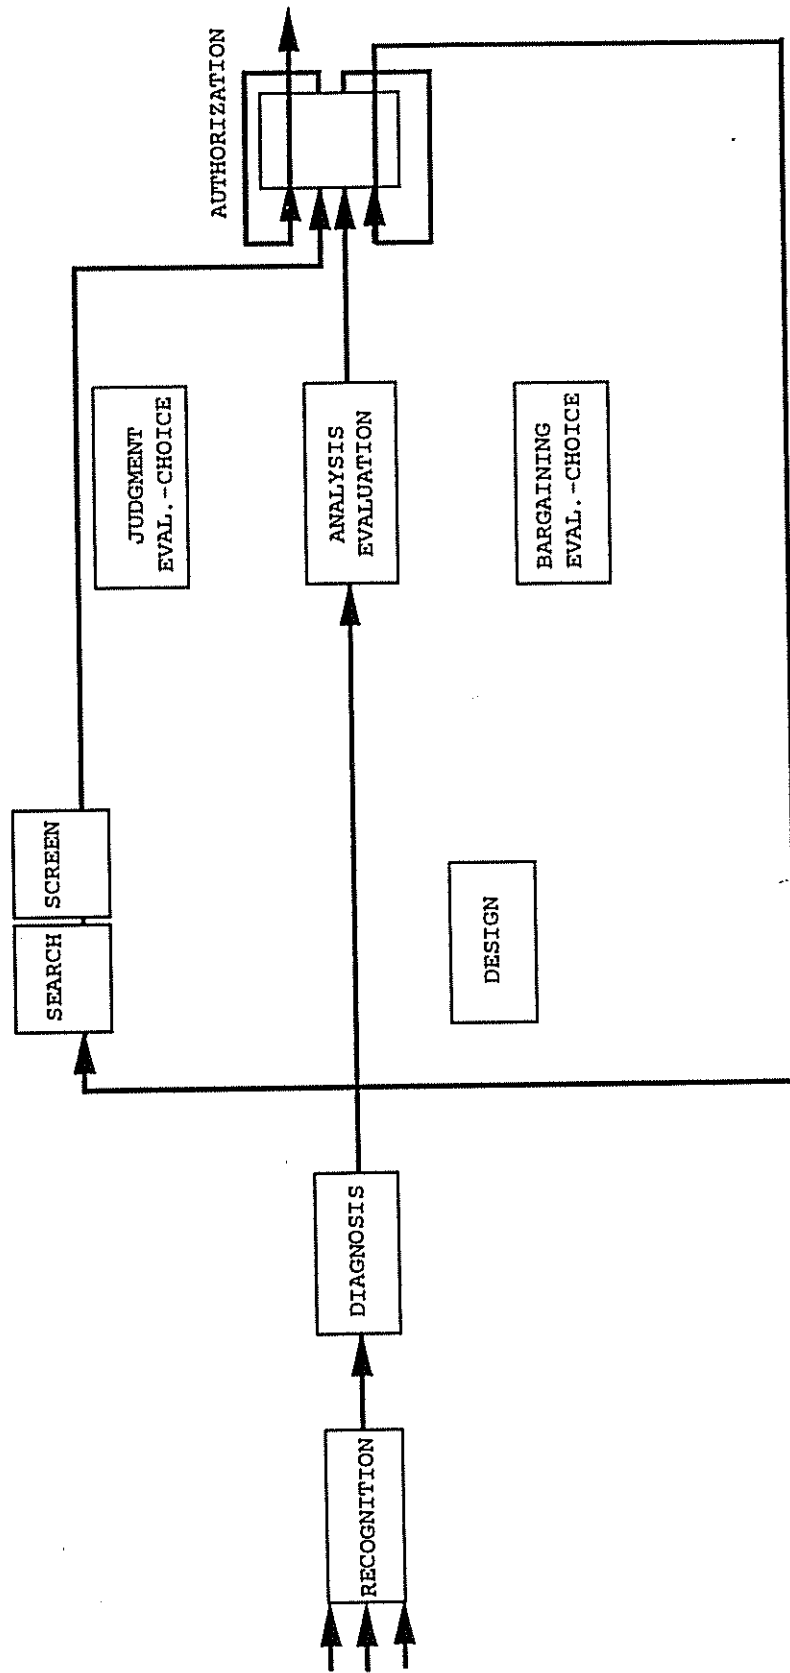 RECOGNITION
DIAGNOSIS
SEARCH
SCREEN
DESIGN
JUDGMENT
EVAL.-CHOICE
ANALYSIS
EVALUATION
BARGAINING
EVAL.-CHOICE
AUTHORIZATION